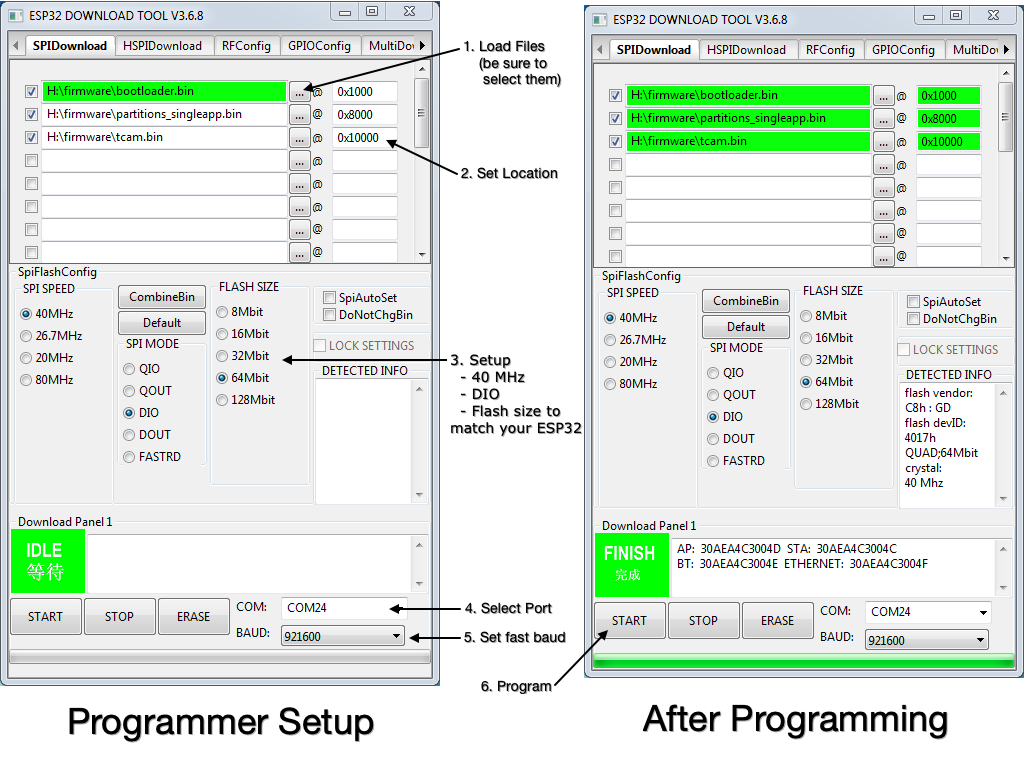 ESP32 DOWNLOAD TOOL V3.6.8
SPIDownload HSPIDownload RFConfig GPIOConfig MultiDow
H:\firmware\bootloader.bin ... @ 0x1000
H:\firmware\partitions_singleapp.bin ... @ 0x8000
H:\firmware\tcam.bin ... @ 0x10000
... @
... @
... @
... @
... @
SpiFlashConfig
SPI SPEED
40MHz
26.7MHz
20MHz
80MHz
CombineBin
Default
SPI MODE
QIO
QOUT
DIO
DOUT
FASTRD
FLASH SIZE
8Mbit
16Mbit
32Mbit
64Mbit
128Mbit
SpiAutoSet
DoNotChgBin
LOCK SETTINGS
DETECTED INFO
Download Panel 1
IDLE
等待
START STOP ERASE
COM: COM24
BAUD: 921600
1. Load Files
(be sure to
select them)
2. Set Location
3. Setup
- 40 MHz
- DIO
- Flash size to
match your ESP32
4. Select Port
5. Set fast baud
6. Program
ESP32 DOWNLOAD TOOL V3.6.8
SPIDownload HSPIDownload RFConfig GPIOConfig MultiDow
H:\firmware\bootloader.bin ... @ 0x1000
H:\firmware\partitions_singleapp.bin ... @ 0x8000
H:\firmware\tcam.bin ... @ 0x10000
... @
... @
... @
... @
... @
SpiFlashConfig
SPI SPEED
40MHz
26.7MHz
20MHz
80MHz
CombineBin
Default
SPI MODE
QIO
QOUT
DIO
DOUT
FASTRD
FLASH SIZE
8Mbit
16Mbit
32Mbit
64Mbit
128Mbit
SpiAutoSet
DoNotChgBin
LOCK SETTINGS
DETECTED INFO
flash vendor:
C8h : GD
flash devID:
4017h
QUAD;64Mbit
crystal:
40 Mhz
Download Panel 1
FINISH
完成
AP: 30AEA4C3004D STA: 30AEA4C3004C
BT: 30AEA4C3004E ETHERNET: 30AEA4C3004F
START STOP ERASE
COM: COM24
BAUD: 921600
Programmer Setup
After Programming